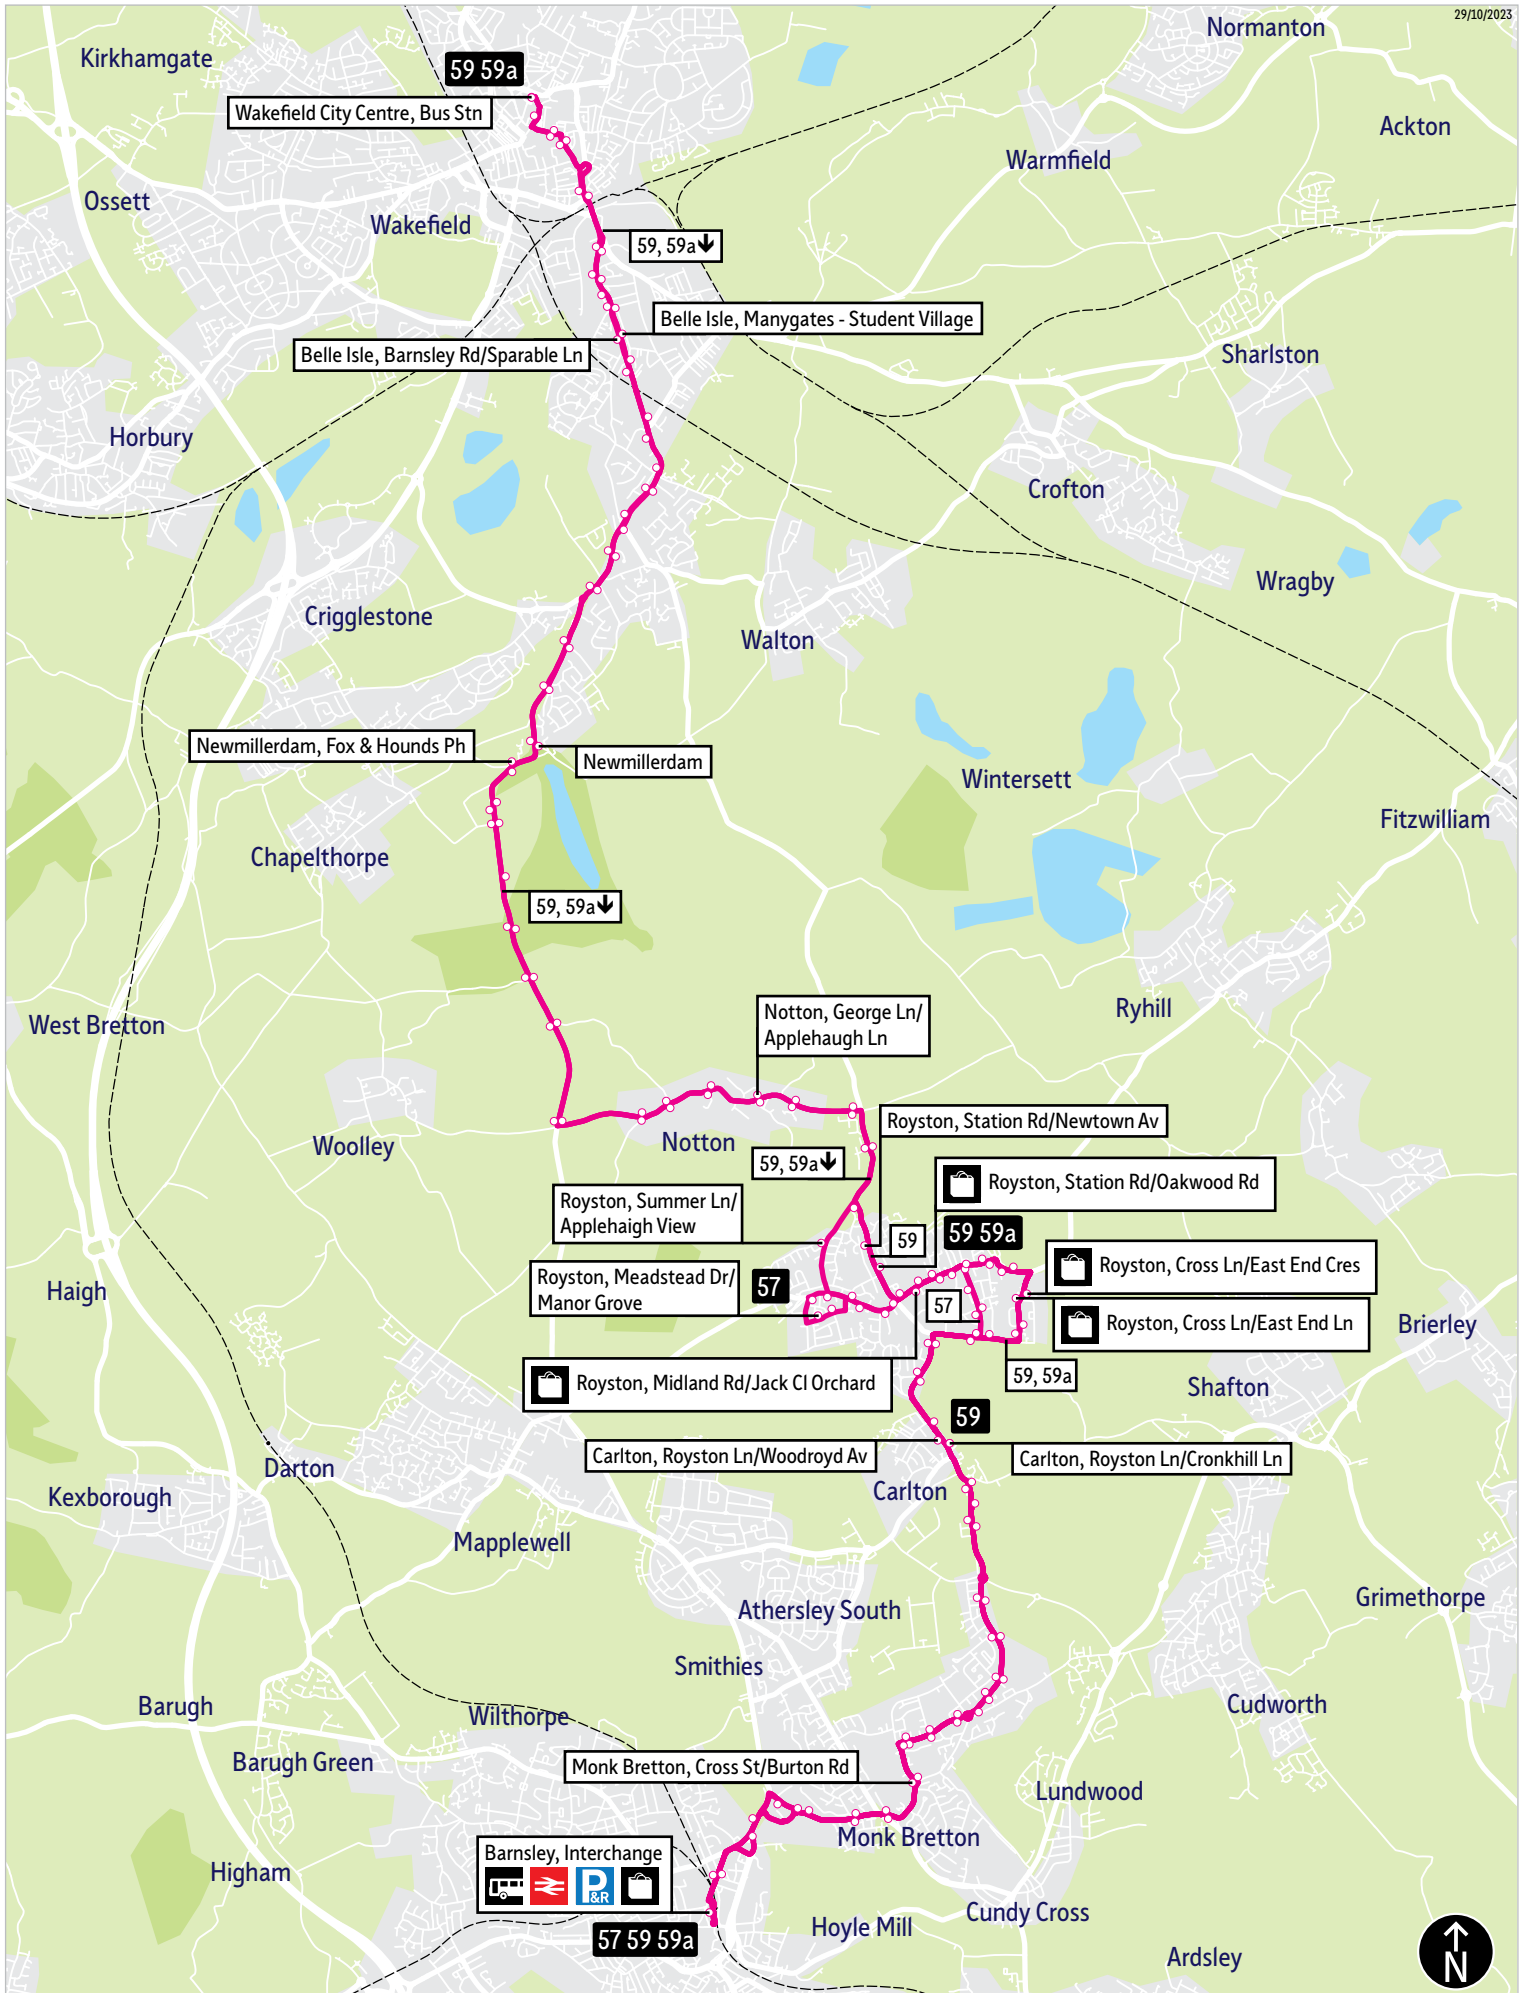 29/10/2023
Normanton
Kirkhamgate
59 59a
Wakefield City Centre, Bus Stn
Ackton
Warmfield
Ossett
Wakefield
59, 59a
Belle Isle, Manygates - Student Village
Belle Isle, Barnsley Rd/Sparable Ln
Sharlston
Horbury
Crofton
Wragby
Crigglestone
Walton
Newmillerdam, Fox & Hounds Ph
Newmillerdam
Wintersett
Fitzwilliam
Chapelthorpe
59, 59a
Ryhill
West Bretton
Notton, George Ln/
Applehaugh Ln
Royston, Station Rd/Newtown Av
Woolley
Notton
59, 59a
Royston, Station Rd/Oakwood Rd
Royston, Summer Ln/
Applehaigh View
59
59 59a
Royston, Cross Ln/East End Cres
Haigh
Royston, Meadstead Dr/
Manor Grove
57
57
Royston, Cross Ln/East End Ln
Brierley
59, 59a
Royston, Midland Rd/Jack Cl Orchard
Shafton
59
Carlton, Royston Ln/Woodroyd Av
Carlton, Royston Ln/Cronkhill Ln
Darton
Kexborough
Carlton
Mapplewell
Grimethorpe
Athersley South
Smithies
Barugh
Wilthorpe
Cudworth
Barugh Green
Monk Bretton, Cross St/Burton Rd
Lundwood
Monk Bretton
Barnsley, Interchange
P&R
Higham
Cundy Cross
Hoyle Mill
57 59 59a
Ardsley
N